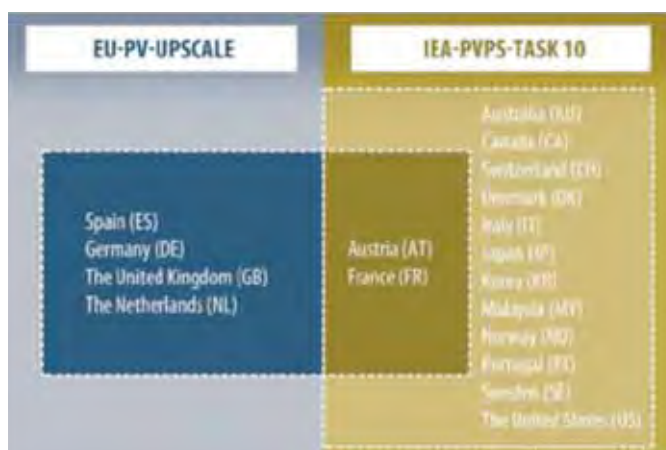 EU-PV-UPSCALE
IEA-PVPS-TASK 10
Spain (ES)
Germany (DE)
The United Kingdom (GB)
The Netherlands (NL)
Austria (AT)
France (FR)
Australia (AU)
Canada (CA)
Switzerland (CH)
Denmark (DK)
Italy (IT)
Japan (JP)
Korea (KR)
Malaysia (MY)
Norway (NO)
Portugal (PT)
Sweden (SE)
The United States (US)